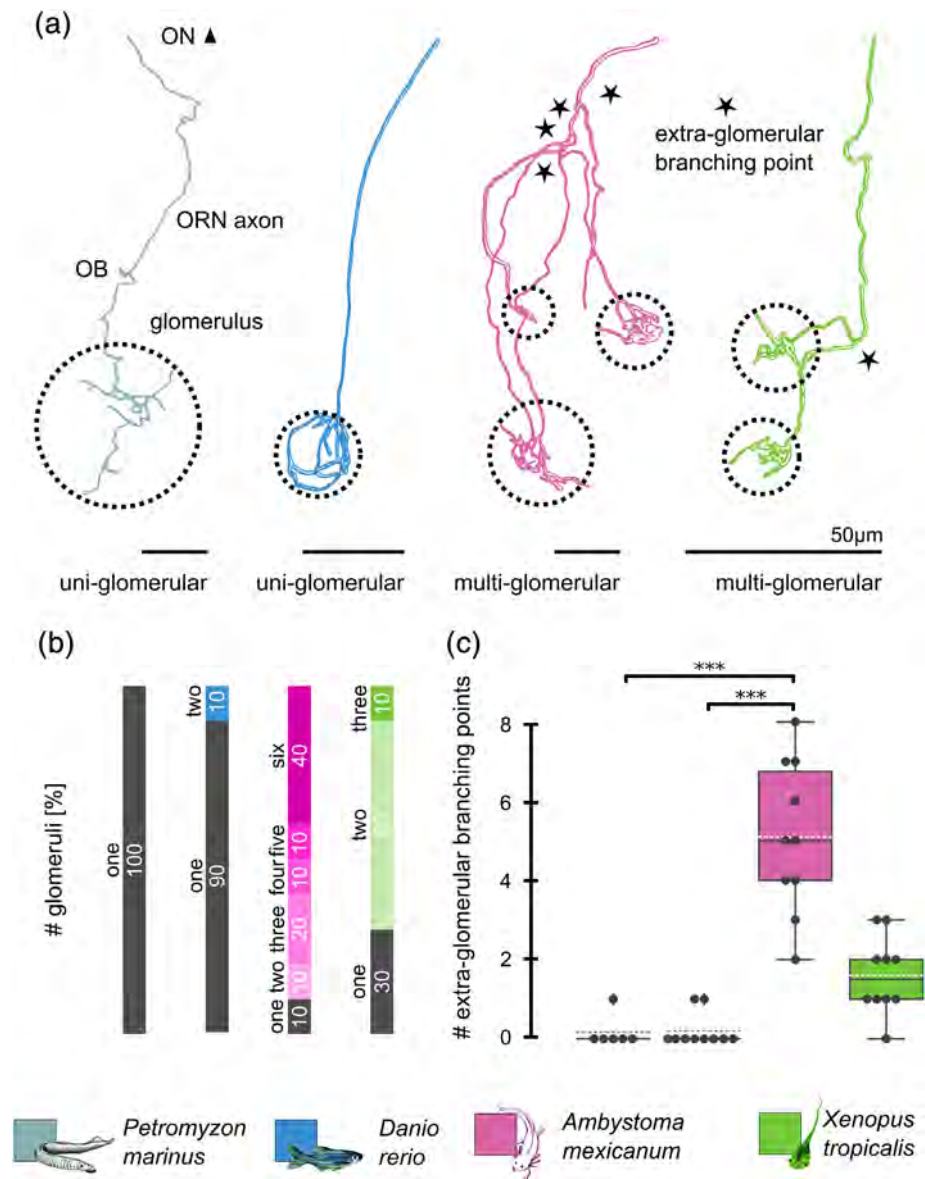 (a)
ON ▲
ORN axon
OB
glomerulus
★
extra-glomerular
branching point
50µm
uni-glomerular
uni-glomerular
multi-glomerular
multi-glomerular
(b)
# glomeruli [%]
one
100
two
10
one
90
six
40
five
10
four
10
three
20
two
10
one
10
three
10
two
one
30
(c)
# extra-glomerular branching points
***
***
8
6
4
2
0
Petromyzon
marinus
Danio
rerio
Ambystoma
mexicanum
Xenopus
tropicalis